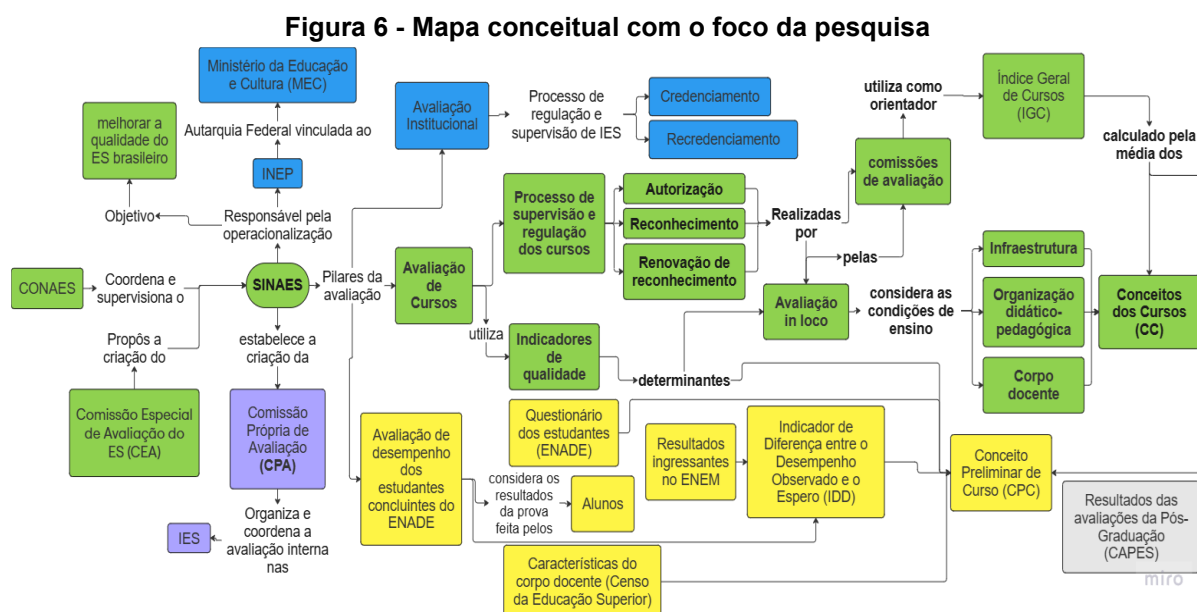 Figura 6 - Mapa conceitual com o foco da pesquisa
Ministério da Educação
e Cultura (MEC)
Autarquia Federal vinculada ao
INEP
melhorar a
qualidade do
ES brasileiro
Objetivo
Responsável pela
operacionalização
CONAES
Coordena e
supervisiona o
SINAES
Pilares da
avaliação
Propôs a
criação do
Comissão Especial
de Avaliação do
ES (CEA)
estabelece a
criação da
Comissão
Própria de
Avaliação
(CPA)
Organiza e
coordena a
avaliação interna
nas
IES
Avaliação
Institucional
Processo de
regulação e
supervisão de IES
Credenciamento
Recredenciamento
Avaliação
de
Cursos
Processo de
supervisão e
regulação
dos cursos
Autorização
Reconhecimento
Renovação de
reconhecimento
Realizadas
por
comissões
de avaliação
utiliza como
orientador
Índice Geral
de Cursos
(IGC)
calculado pela
média dos
pelas
Avaliação
in loco
considera as
condições de
ensino
Infraestrutura
Organização
didático-
pedagógica
Corpo
docente
Conceitos
dos Cursos
(CC)
utiliza
Indicadores
de
qualidade
determinantes
Avaliação de
desempenho
dos
estudantes
concluintes do
ENADE
considera os
resultados
da prova
feita pelos
Alunos
Questionário
dos estudantes
(ENADE)
Resultados
ingressantes
no ENEM
Indicador de
Diferença entre o
Desempenho
Observado e o
Espero (IDD)
Características do
corpo docente (Censo
da Educação Superior)
Conceito
Preliminar de
Curso (CPC)
Resultados das
avaliações da Pós-
Graduação
(CAPES)
miro